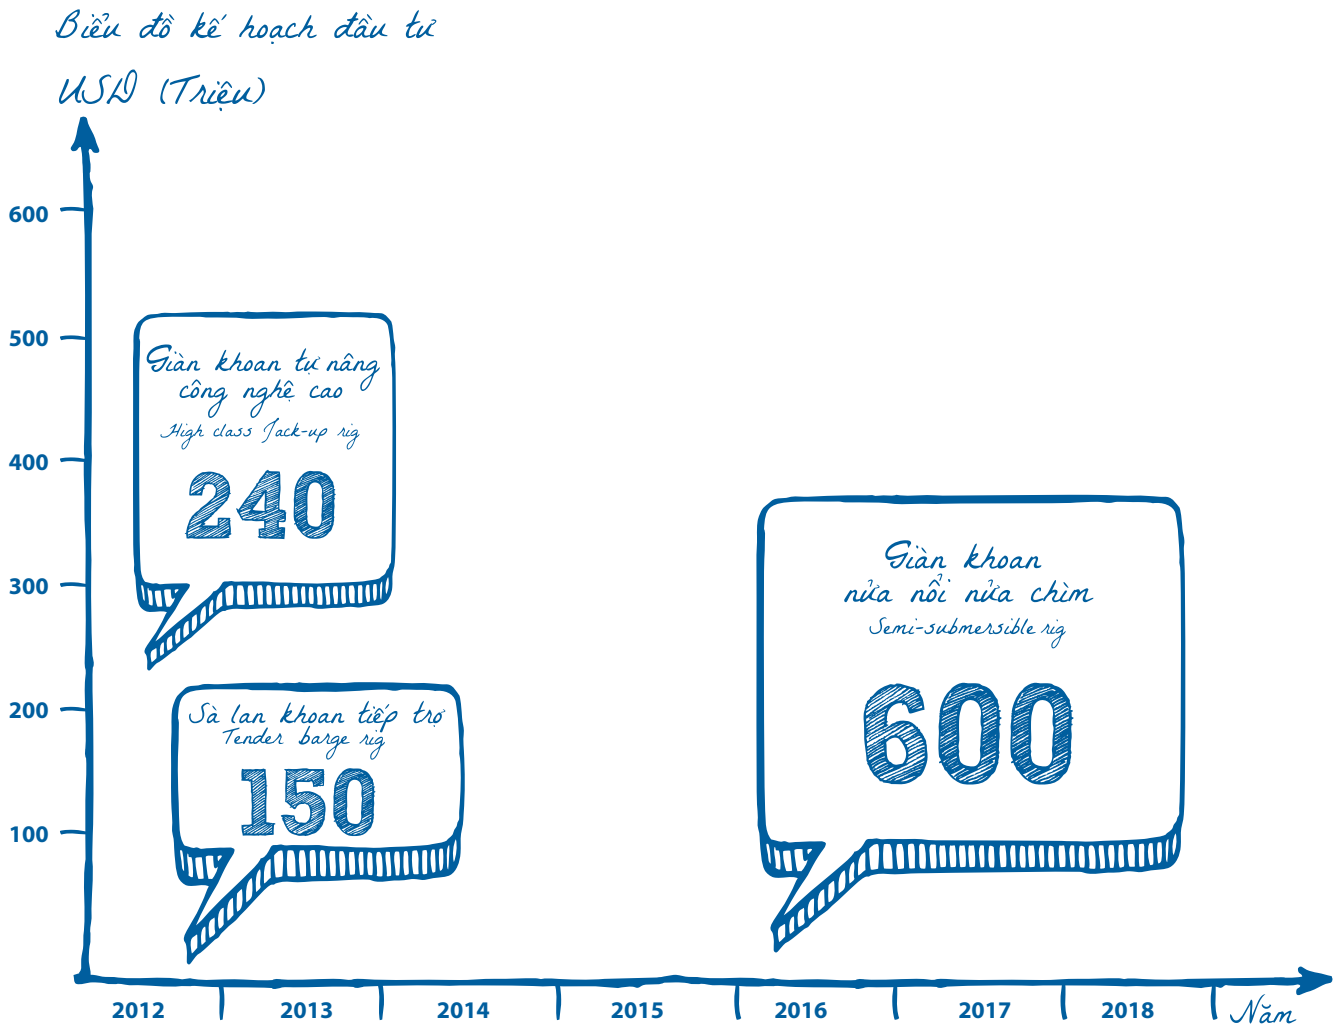 Biểu đồ kế hoạch đầu tư
USD (Triệu)
600
500
400
300
200
100
Giàn khoan tự nâng
công nghệ cao
High class Jack-up rig
240
Sà lan khoan tiếp trợ
Tender barge rig
150
Giàn khoan
nửa nổi nửa chìm
Semi-submersible rig
600
2012
2013
2014
2015
2016
2017
2018
Năm